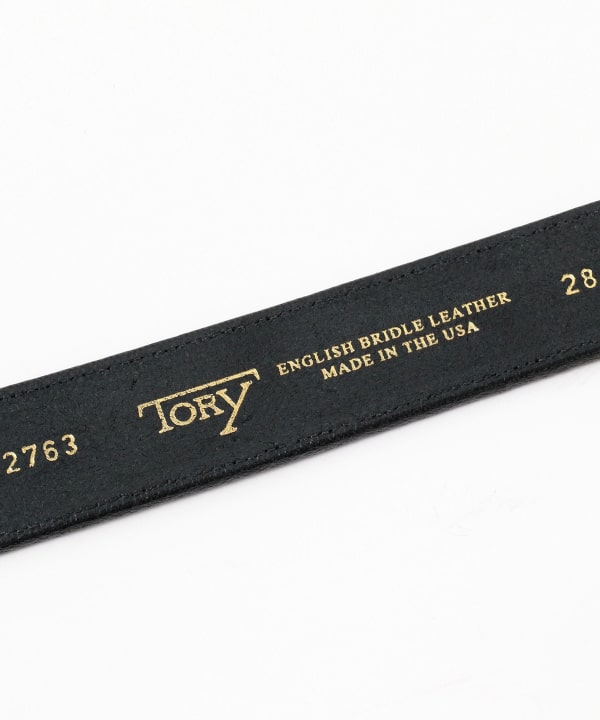 2763
TORY
ENGLISH BRIDLE LEATHER
MADE IN THE USA
28